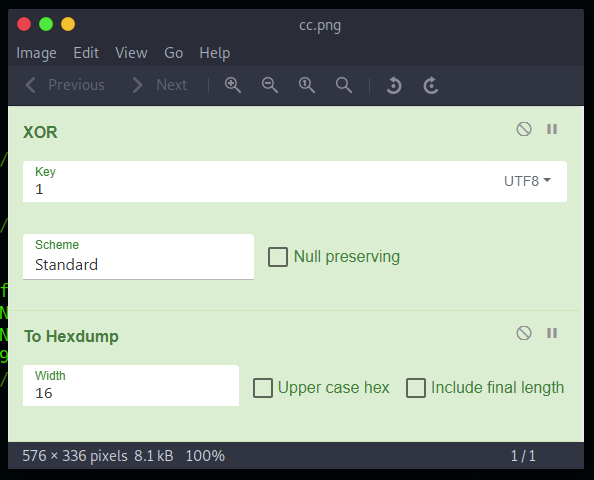 cc.png
Image Edit View Go Help
Previous Next
XOR
Key
1 UTF8
Scheme
Standard Null preserving
To Hexdump
Width
16 Upper case hex Include final length
576 × 336 pixels 8.1 kB 100% 1 / 1
/
/
f
N
N
9
/